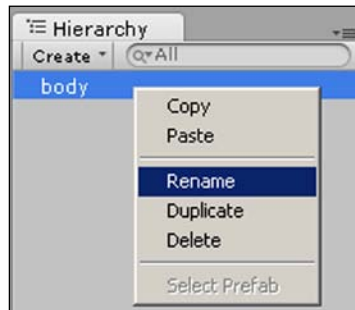 Hierarchy
Create All
body
Copy
Paste
Rename
Duplicate
Delete
Select Prefab